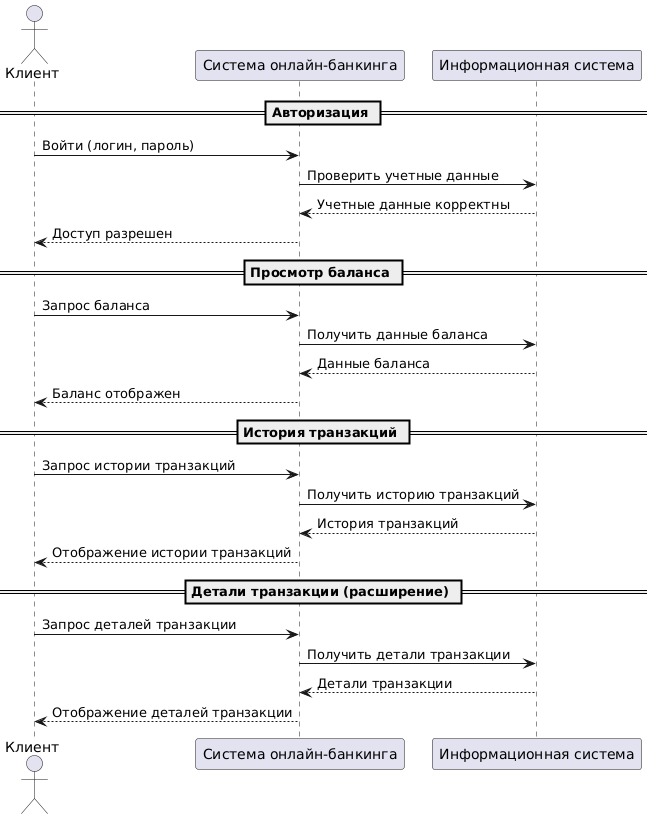 Клиент
Система онлайн-банкинга
Информационная система
Авторизация
Войти (логин, пароль)
Проверить учетные данные
Учетные данные корректны
Доступ разрешен
Просмотр баланса
Запрос баланса
Получить данные баланса
Данные баланса
Баланс отображен
История транзакций
Запрос истории транзакций
Получить историю транзакций
История транзакций
Отображение истории транзакций
Детали транзакции (расширение)
Запрос деталей транзакции
Получить детали транзакции
Детали транзакции
Отображение деталей транзакции
Клиент
Система онлайн-банкинга
Информационная система